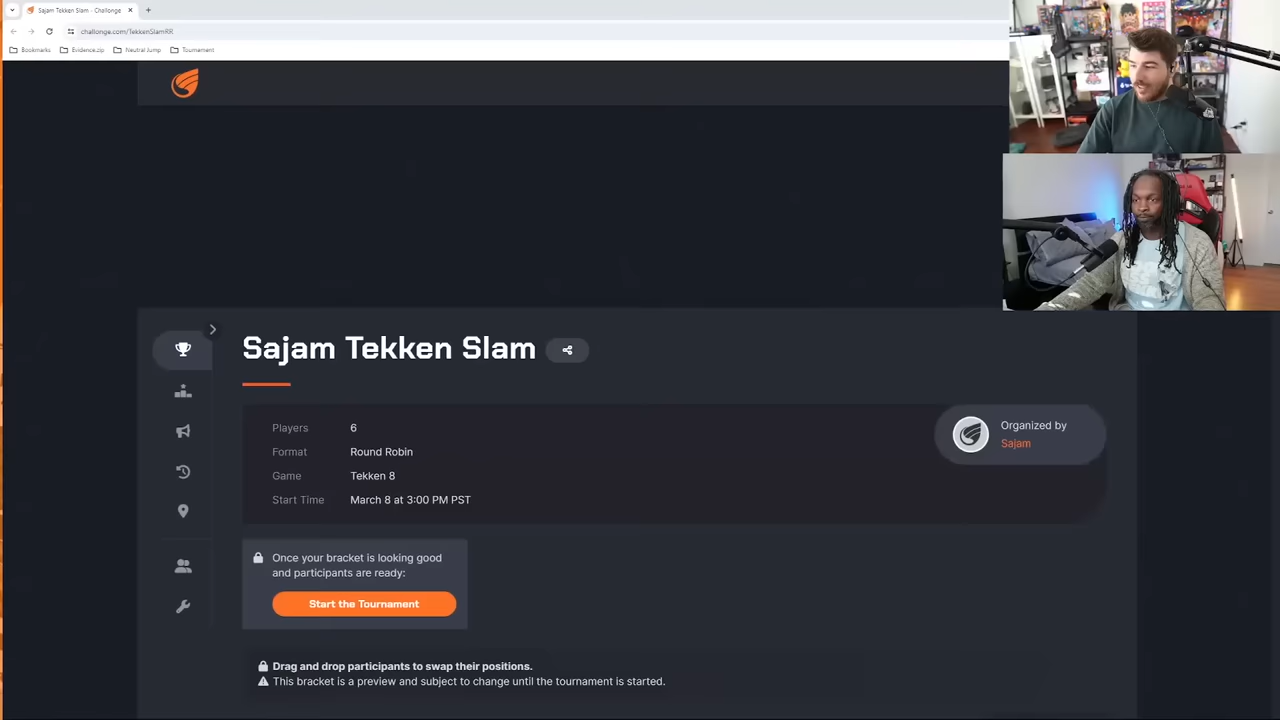 Sajam Tekken Slam - Challonge
challonge.com/TekkenSlamRR
Bookmarks
Evidence.zip
Neutral Jump
Tournament
Sajam Tekken Slam
Players 6
Format Round Robin
Game Tekken 8
Start Time March 8 at 3:00 PM PST
Organized by
Sajam
Once your bracket is looking good
and participants are ready:
Start the Tournament
Drag and drop participants to swap their positions.
This bracket is a preview and subject to change until the tournament is started.